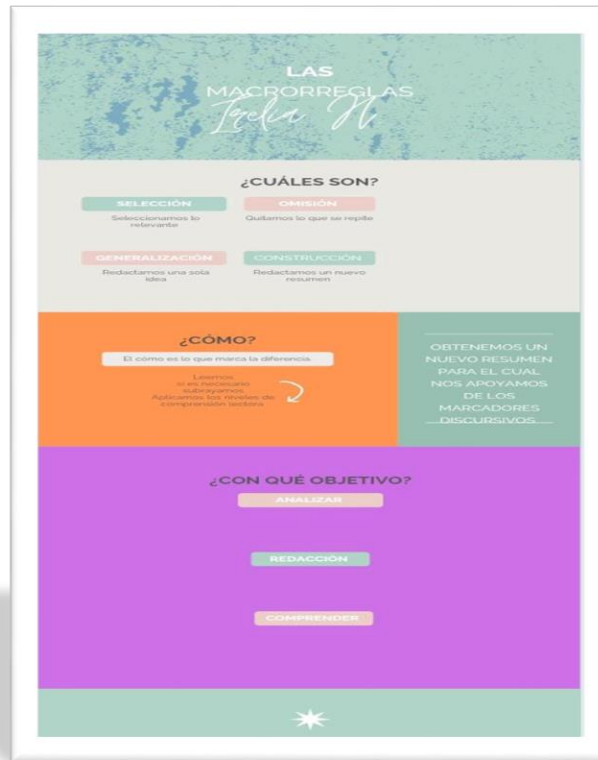 LAS
MACRORREGLAS
Irelia H.
¿CUÁLES SON?
SELECCIÓN
Seleccionamos lo
relevante
OMISIÓN
Quitamos lo que se repite
GENERALIZACIÓN
Redactamos una sola
idea
CONSTRUCCIÓN
Redactamos un nuevo
resumen
¿CÓMO?
El cómo es lo que marca la diferencia
Leemos
si es necesario
subrayamos
Aplicamos los niveles de
comprensión lectora
OBTENEMOS UN
NUEVO RESUMEN
PARA EL CUAL
NOS APOYAMOS
DE LOS
MARCADORES
DISCURSIVOS
¿CON QUÉ OBJETIVO?
ANALIZAR
REDACCIÓN
COMPRENDER